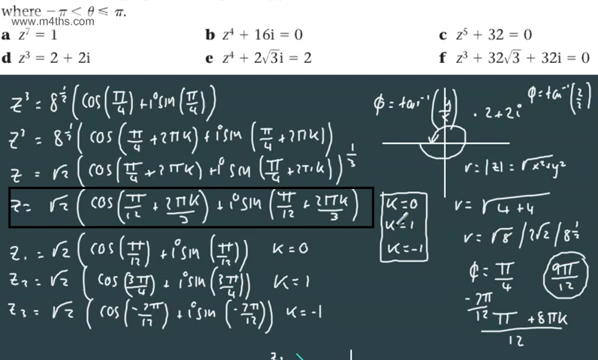 where −π < θ ⩽ π.
www.m4ths.com
a z⁷ = 1
b z⁴ + 16i = 0
c z⁵ + 32 = 0
d z³ = 2 + 2i
e z⁴ + 2√3i = 2
f z³ + 32√3 + 32i = 0
z³ = 8^½ (cos(π/4) + i sin(π/4))
z³ = 8^½ (cos(π/4 + 2πk) + i sin(π/4 + 2πk))
z = √2 (cos(π/4 + 2πk) + i sin(π/4 + 2πk))^⅓
z = √2 (cos(π/12 + 2πk/3) + i sin(π/12 + 2πk/3))
z₁ = √2 (cos(π/12) + i sin(π/12)) k = 0
z₂ = √2 (cos(3π/4) + i sin(3π/4)) k = 1
z₃ = √2 (cos(-7π/12) + i sin(-7π/12)) k = -1
k = 0
k = 1
k = -1
φ = tan⁻¹(y/x)
φ = tan⁻¹(2/2)
2 + 2i
r = |z| = √x² + y²
r = √4 + 4
r = √8 / 2√2 / 8^½
φ = π/4
9π/12
-7π/12
π + 8πk/12